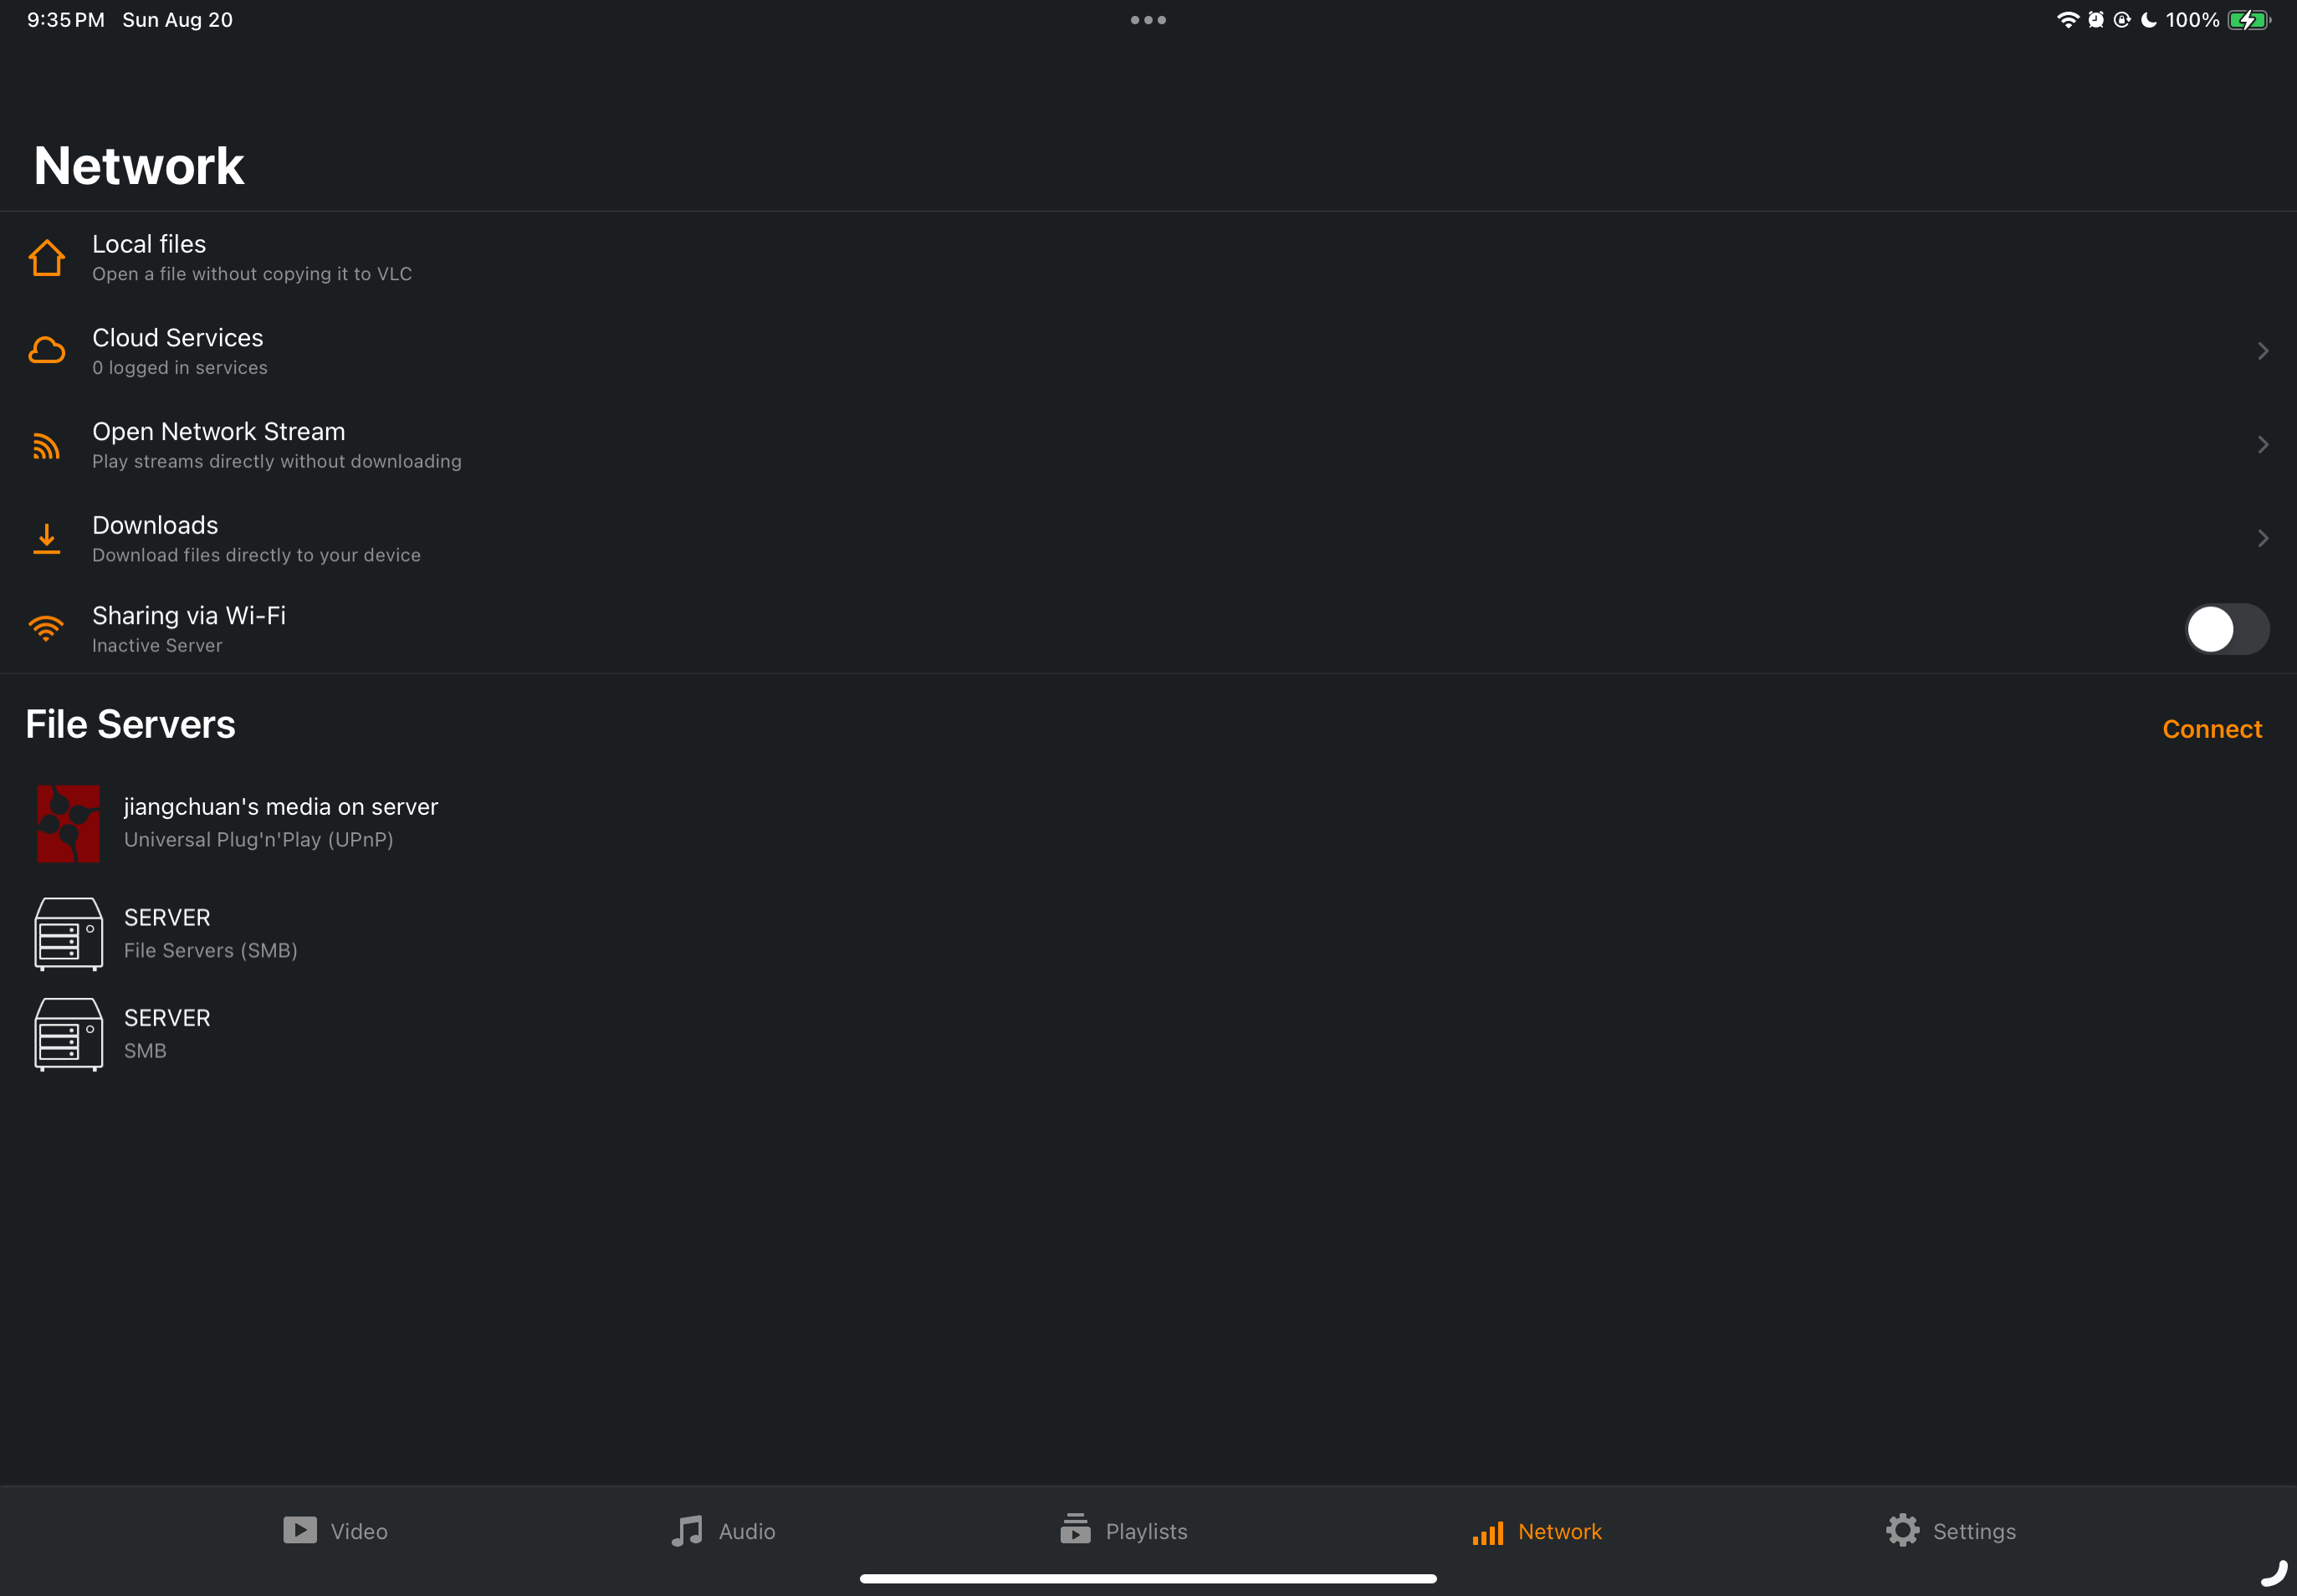 9:35 PM Sun Aug 20
100%
Network
Local files
Open a file without copying it to VLC
Cloud Services
0 logged in services
Open Network Stream
Play streams directly without downloading
Downloads
Download files directly to your device
Sharing via Wi-Fi
Inactive Server
File Servers
Connect
jiangchuan's media on server
Universal Plug'n'Play (UPnP)
SERVER
File Servers (SMB)
SERVER
SMB
Video
Audio
Playlists
Network
Settings